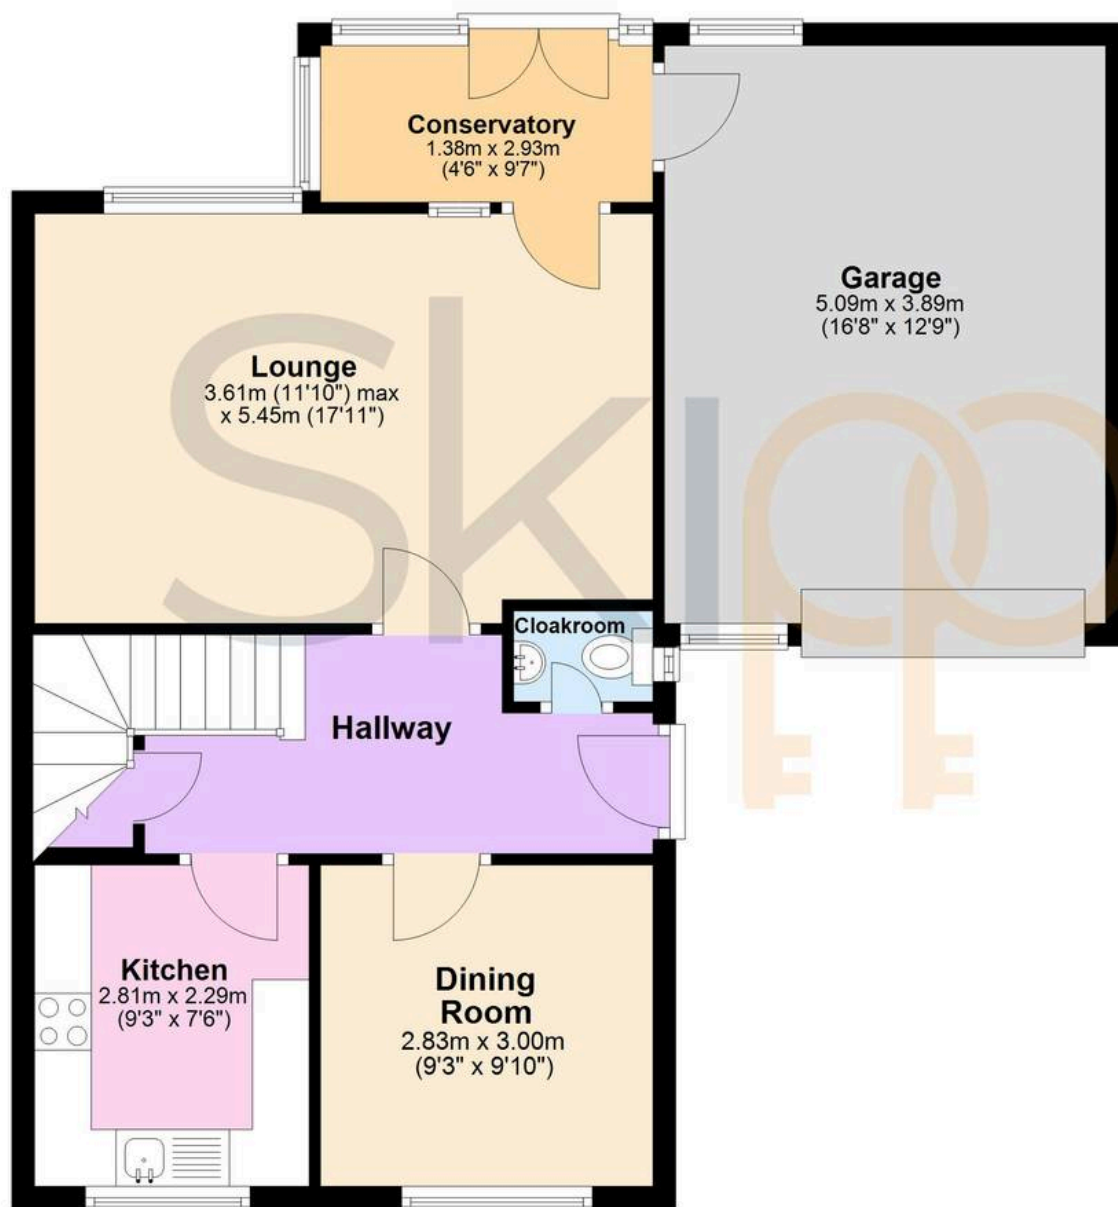 Conservatory
1.38m x 2.93m
(4'6" x 9'7")
Garage
5.09m x 3.89m
(16'8" x 12'9")
Lounge
3.61m (11'10") max
x 5.45m (17'11")
Cloakroom
Hallway
Kitchen
2.81m x 2.29m
(9'3" x 7'6")
Dining
Room
2.83m x 3.00m
(9'3" x 9'10")
Skipp